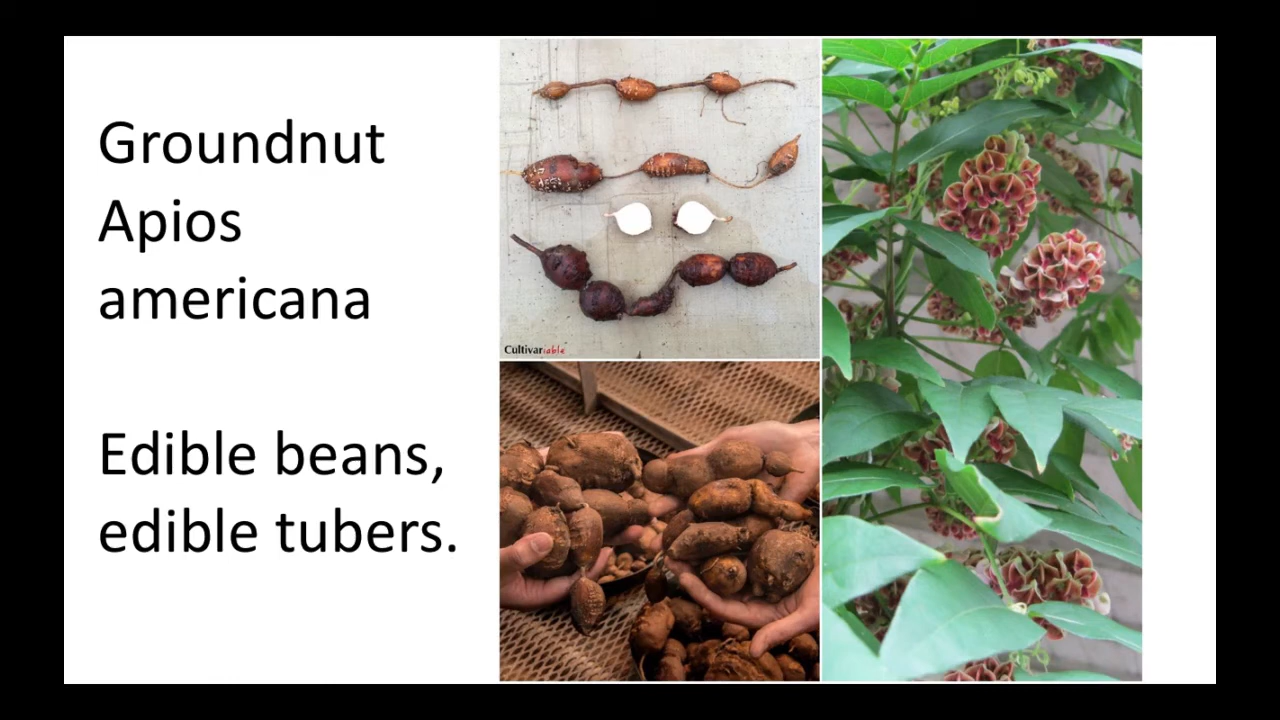 Groundnut
Apios
americana
Edible beans,
edible tubers.
Cultivariable